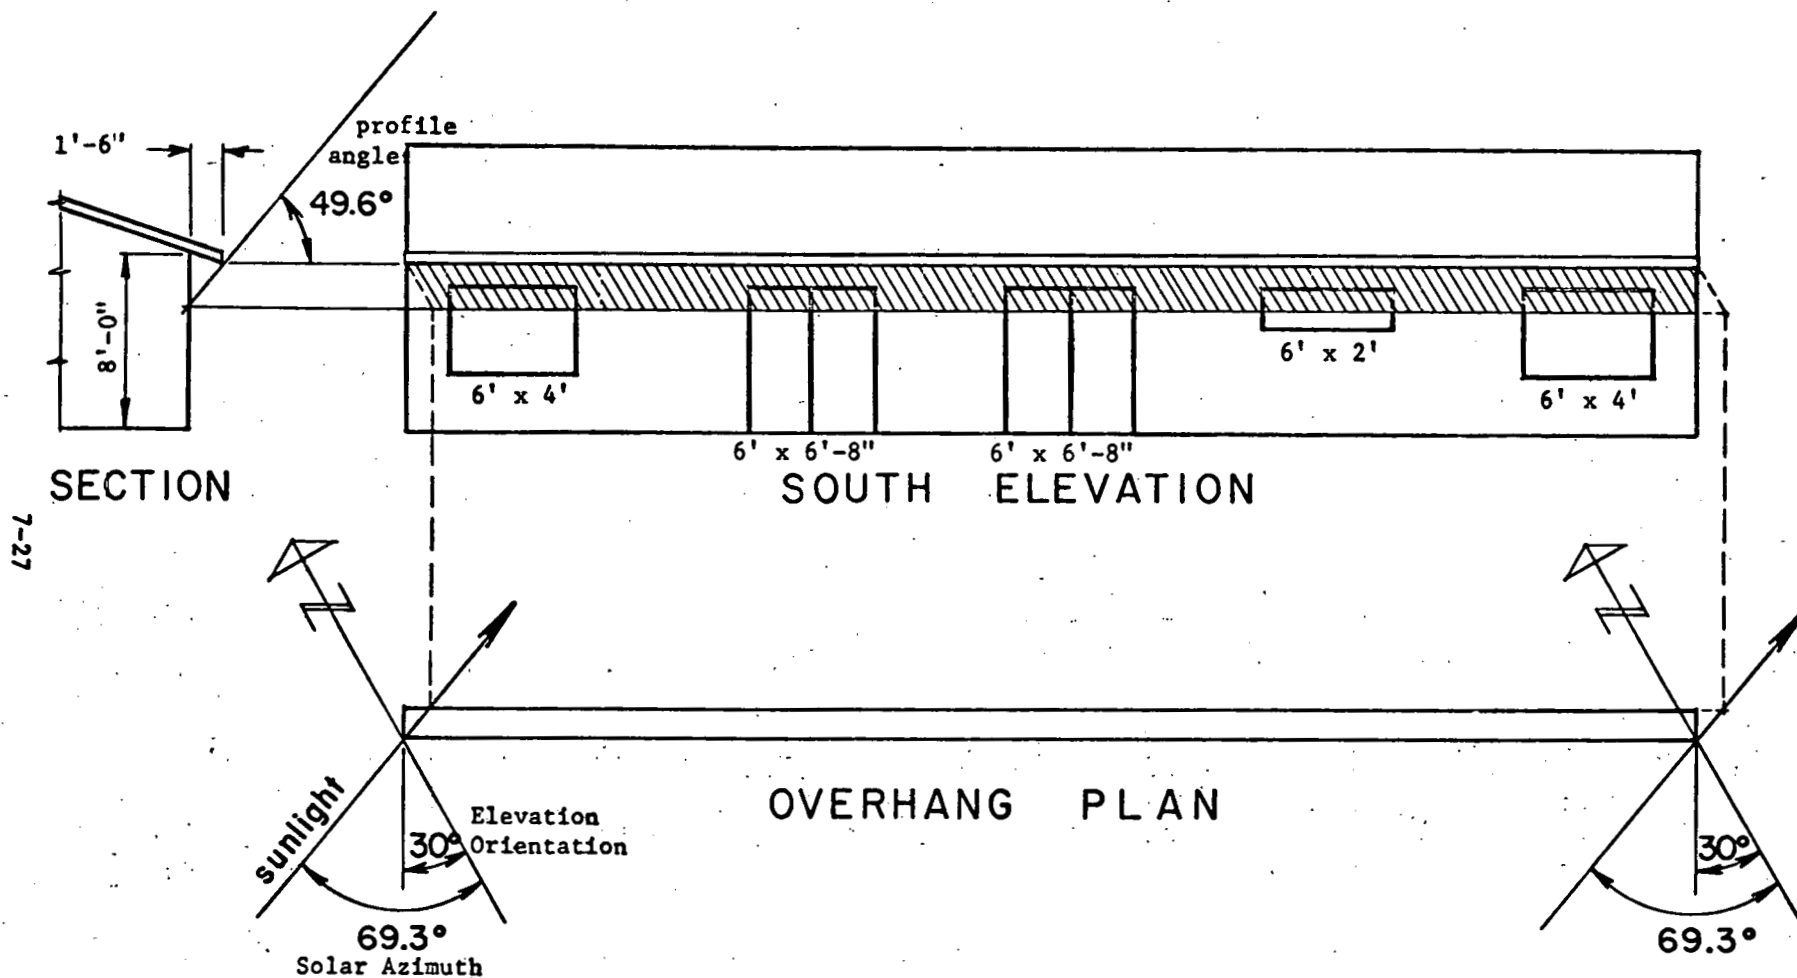 1'-6"
profile
angle
49.6°
8'-0"
6' x 4'
6' x 6'-8"
6' x 6'-8"
6' x 2'
6' x 4'
SECTION
SOUTH ELEVATION
7-27
sunlight
30°
Elevation
Orientation
69.3°
Solar Azimuth
OVERHANG PLAN
30°
69.3°